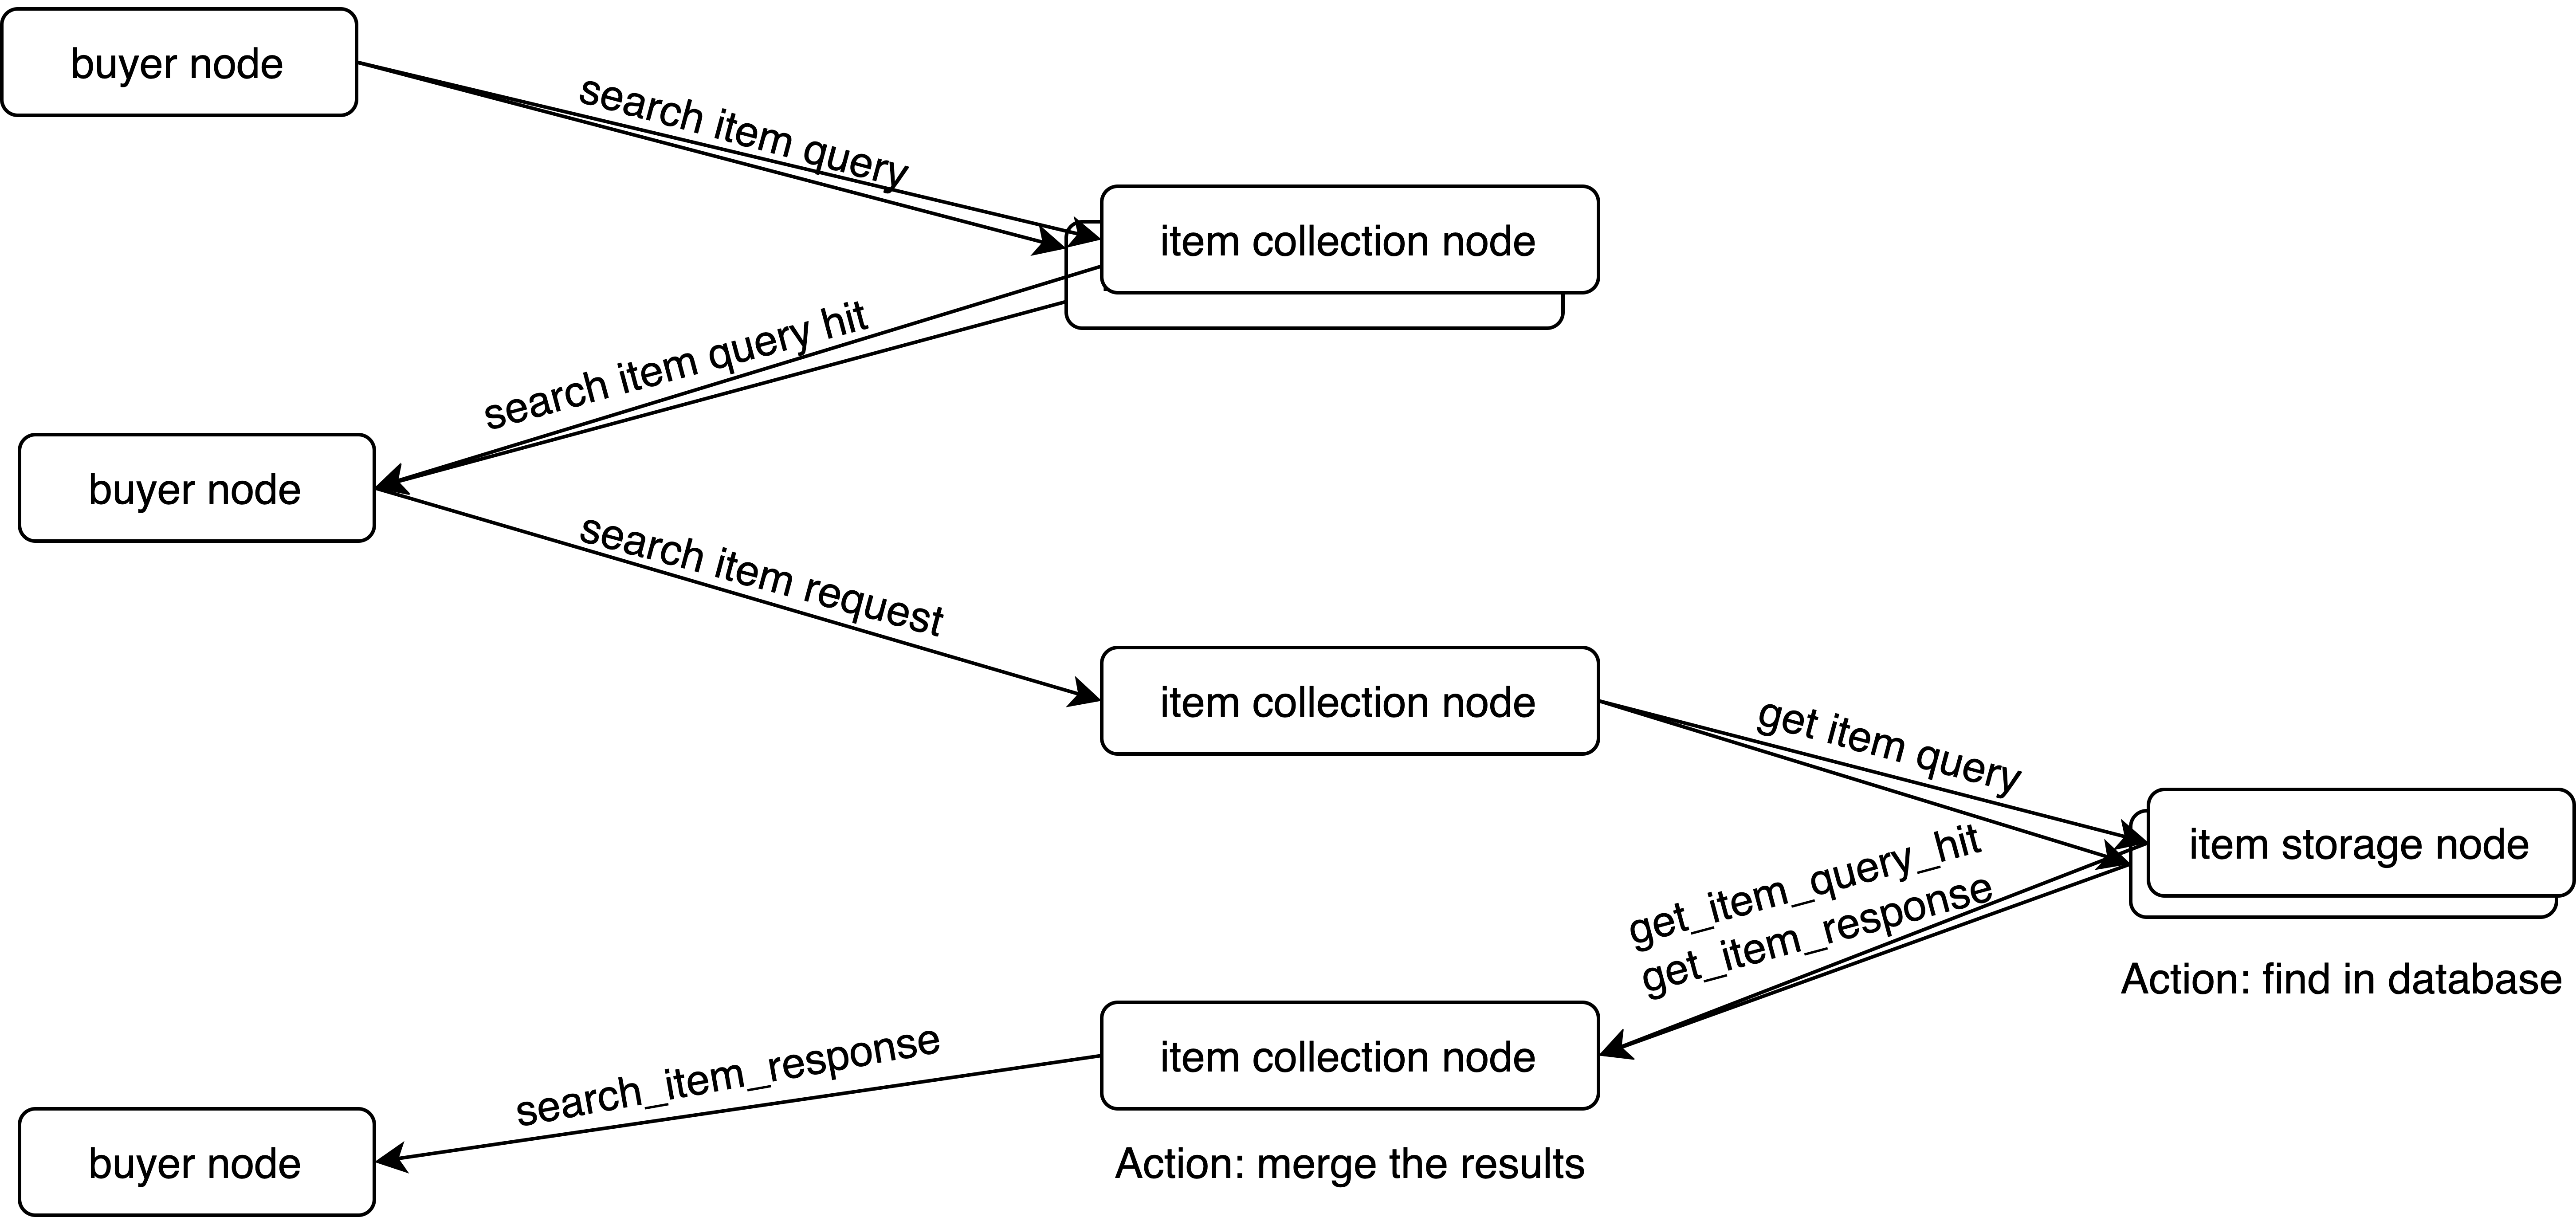 buyer node
search item query
item collection node
search item query hit
buyer node
search item request
item collection node
get item query
item storage node
get_item_query_hit
get_item_response
Action: find in database
item collection node
search_item_response
Action: merge the results
buyer node